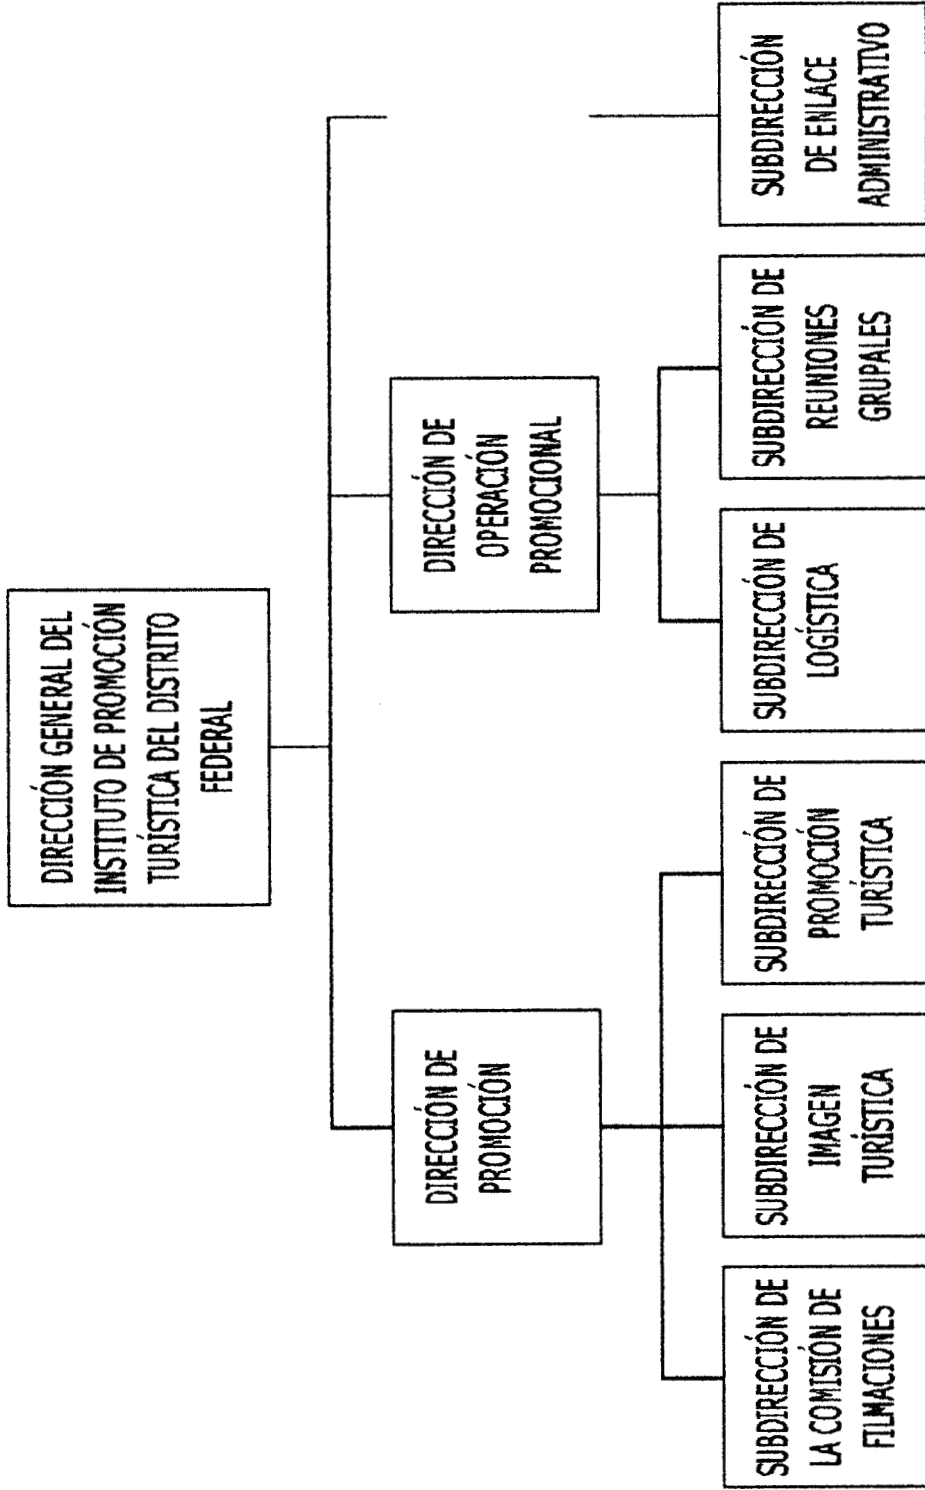 DIRECCIÓN GENERAL DEL
INSTITUTO DE PROMOCIÓN
TURÍSTICA DEL DISTRITO
FEDERAL
DIRECCIÓN DE
PROMOCIÓN
DIRECCIÓN DE
OPERACIÓN
PROMOCIONAL
SUBDIRECCIÓN DE
LA COMISIÓN DE
FILMACIONES
SUBDIRECCIÓN DE
IMAGEN
TURÍSTICA
SUBDIRECCIÓN DE
PROMOCIÓN
TURÍSTICA
SUBDIRECCIÓN DE
LOGÍSTICA
SUBDIRECCIÓN DE
REUNIONES
GRUPALES
SUBDIRECCIÓN
DE ENLACE
ADMINISTRATIVO